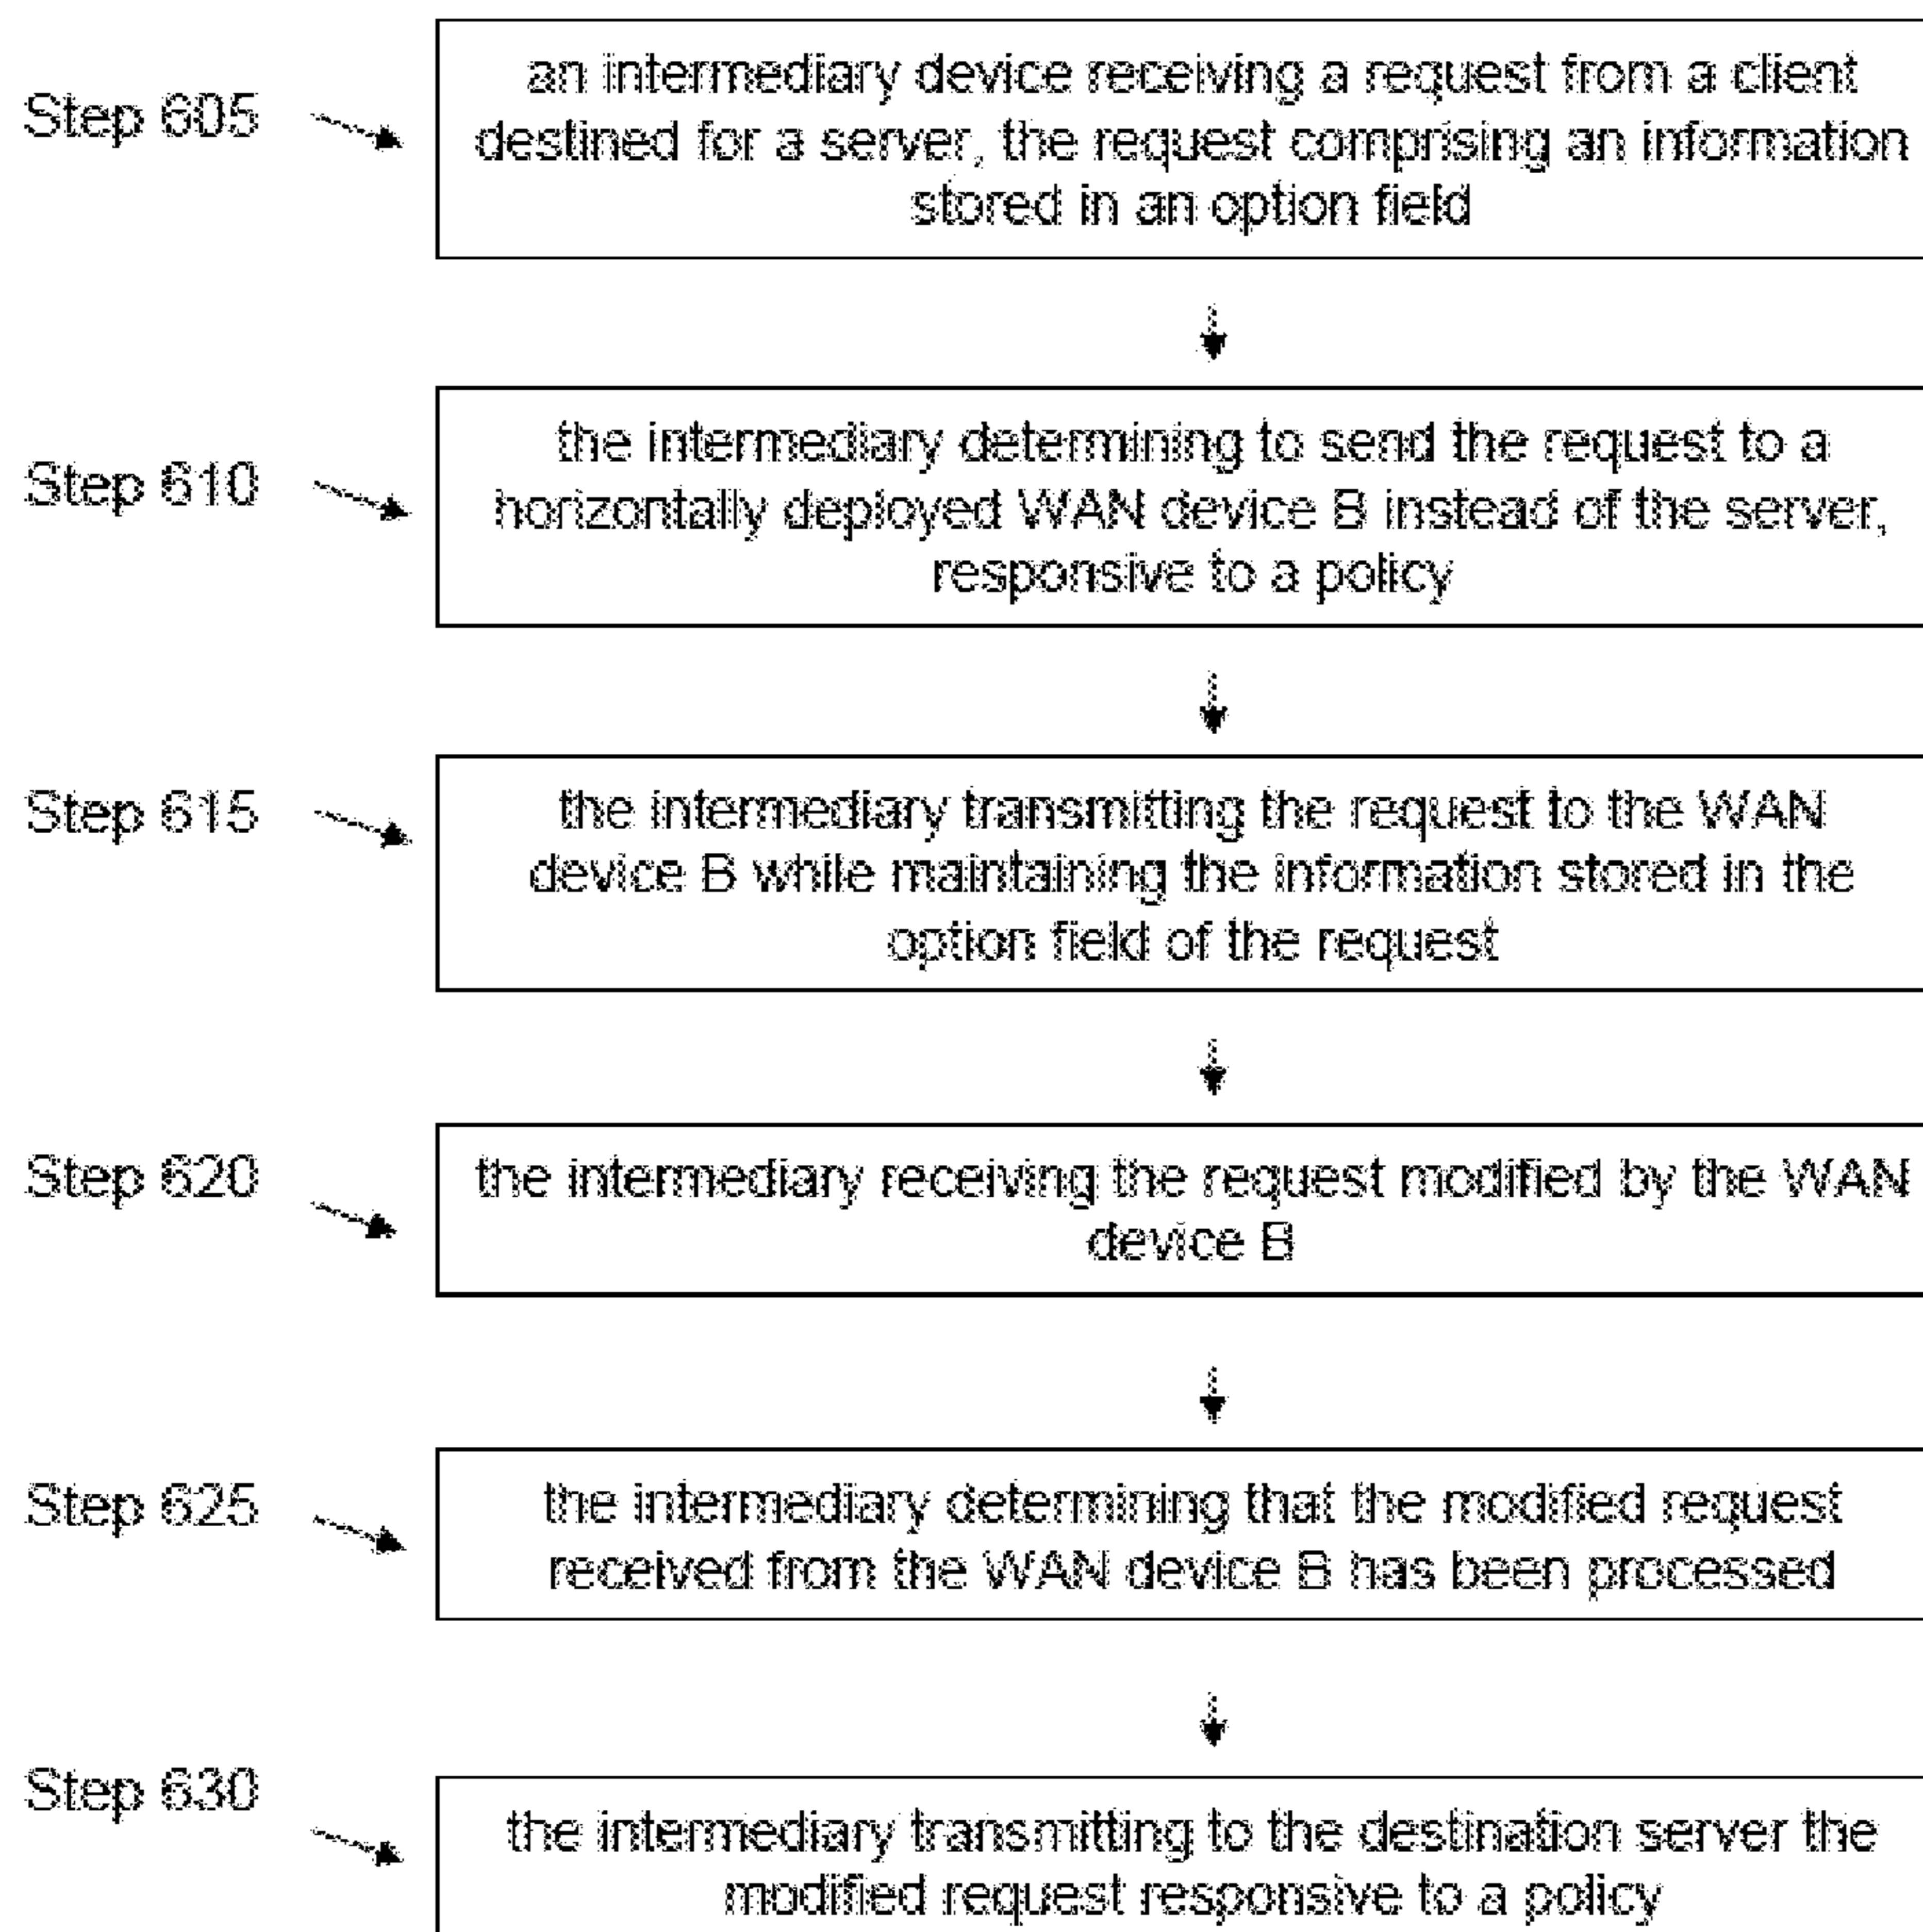 Step 605
an intermediary device receiving a request from a client
destined for a server, the request comprising an information
stored in an option field
Step 610
the intermediary determining to send the request to a
horizontally deployed WAN device B instead of the server,
responsive to a policy
Step 615
the intermediary transmitting the request to the WAN
device B while maintaining the information stored in the
option field of the request
Step 620
the intermediary receiving the request modified by the WAN
device B
Step 625
the intermediary determining that the modified request
received from the WAN device B has been processed
Step 630
the intermediary transmitting to the destination server the
modified request responsive to a policy